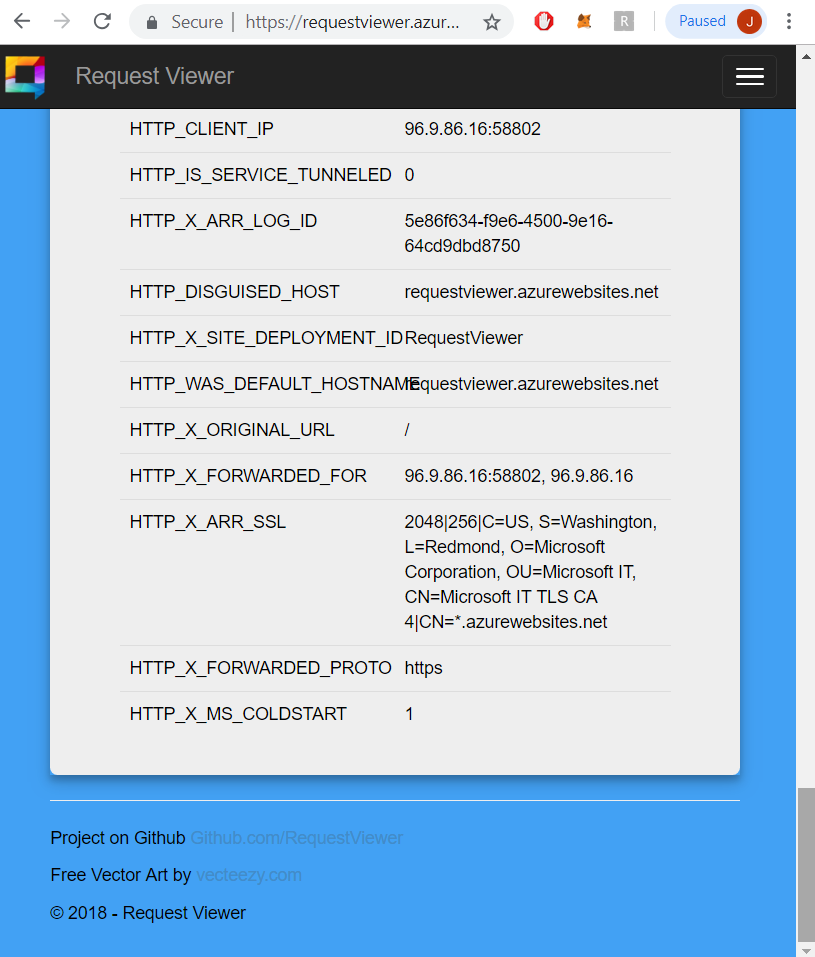 Secure | https://requestviewer.azur...
R
Paused
J
Request Viewer
HTTP_CLIENT_IP 96.9.86.16:58802
HTTP_IS_SERVICE_TUNNELED 0
HTTP_X_ARR_LOG_ID 5e86f634-f9e6-4500-9e16-
64cd9dbd8750
HTTP_DISGUISED_HOST requestviewer.azurewebsites.net
HTTP_X_SITE_DEPLOYMENT_ID RequestViewer
HTTP_WAS_DEFAULT_HOSTNAME requestviewer.azurewebsites.net
HTTP_X_ORIGINAL_URL /
HTTP_X_FORWARDED_FOR 96.9.86.16:58802, 96.9.86.16
HTTP_X_ARR_SSL 2048|256|C=US, S=Washington,
L=Redmond, O=Microsoft
Corporation, OU=Microsoft IT,
CN=Microsoft IT TLS CA
4|CN=*.azurewebsites.net
HTTP_X_FORWARDED_PROTO https
HTTP_X_MS_COLDSTART 1
Project on Github Github.com/RequestViewer
Free Vector Art by vecteezy.com
© 2018 - Request Viewer